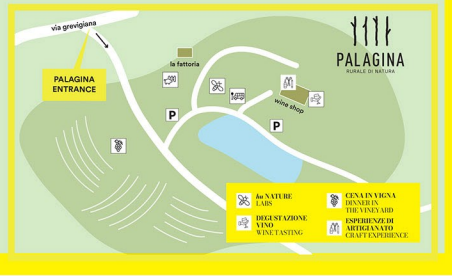 via grevigiana
PALAGINA
ENTRANCE
la fattoria
PALAGINA
RURALE DI NATURA
wine shop
P
P
hu NATURE
LABS
DEGUSTAZIONE
VINO
WINE TASTING
CENA IN VIGNA
DINNER IN
THE VINEYARD
ESPERIENZE DI
ARTIGIANATO
CRAFT EXPERIENCE